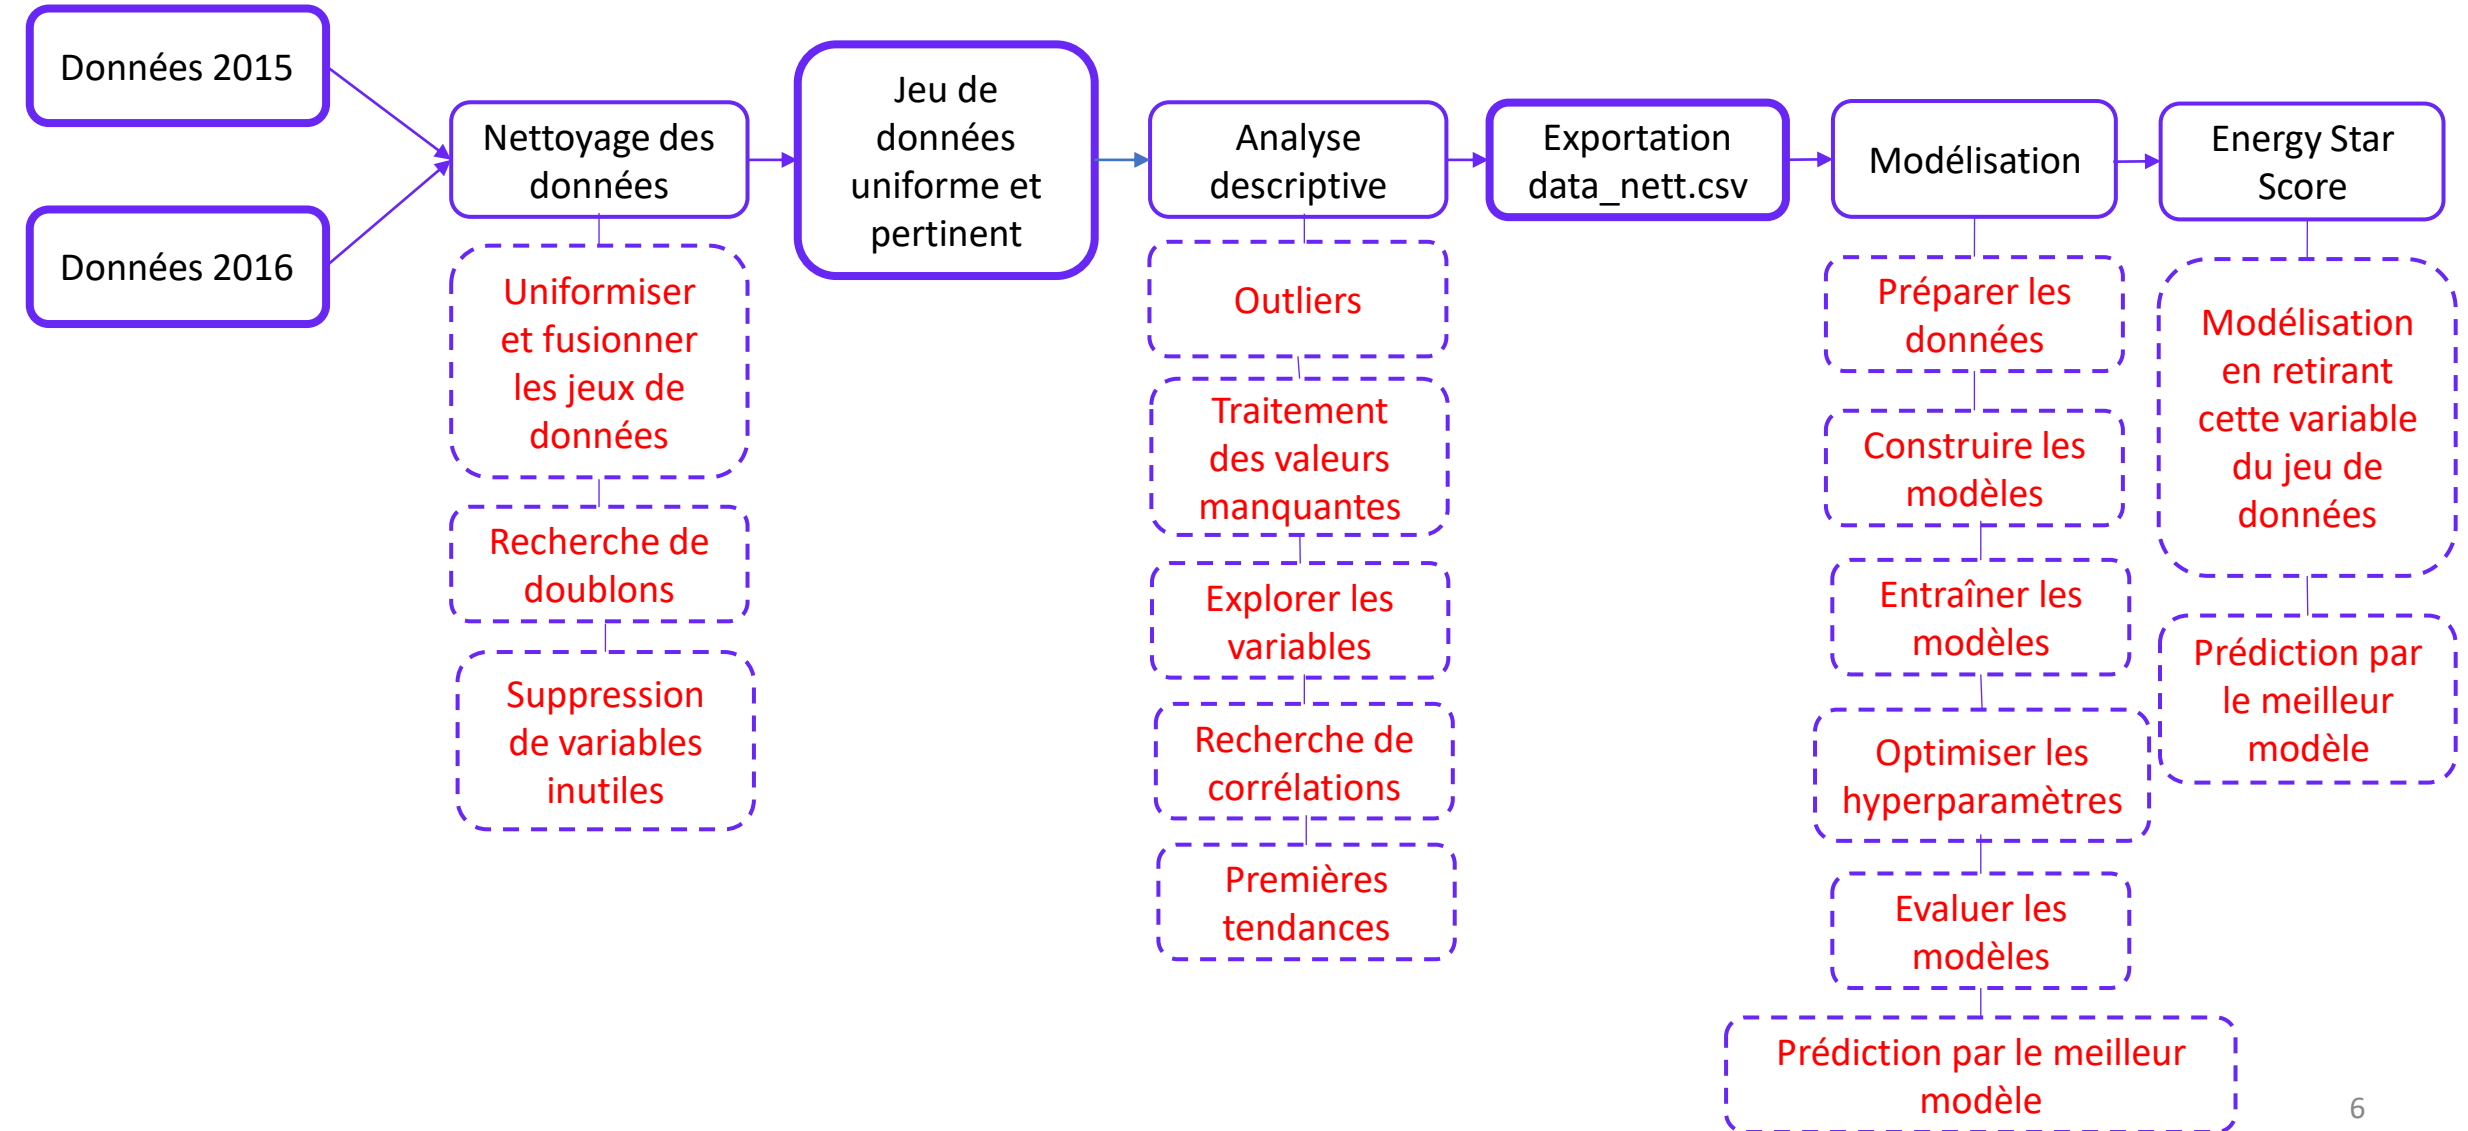 Données 2015
Données 2016
Nettoyage des
données
Uniformiser
et fusionner
les jeux de
données
Recherche de
doublons
Suppression
de variables
inutiles
Jeu de
données
uniforme et
pertinent
Analyse
descriptive
Outliers
Traitement
des valeurs
manquantes
Explorer les
variables
Recherche de
corrélations
Premières
tendances
Exportation
data_nett.csv
Modélisation
Préparer les
données
Construire les
modèles
Entraîner les
modèles
Optimiser les
hyperparamètres
Evaluer les
modèles
Prédiction par le meilleur
modèle
Energy Star
Score
Modélisation
en retirant
cette variable
du jeu de
données
Prédiction par
le meilleur
modèle
6